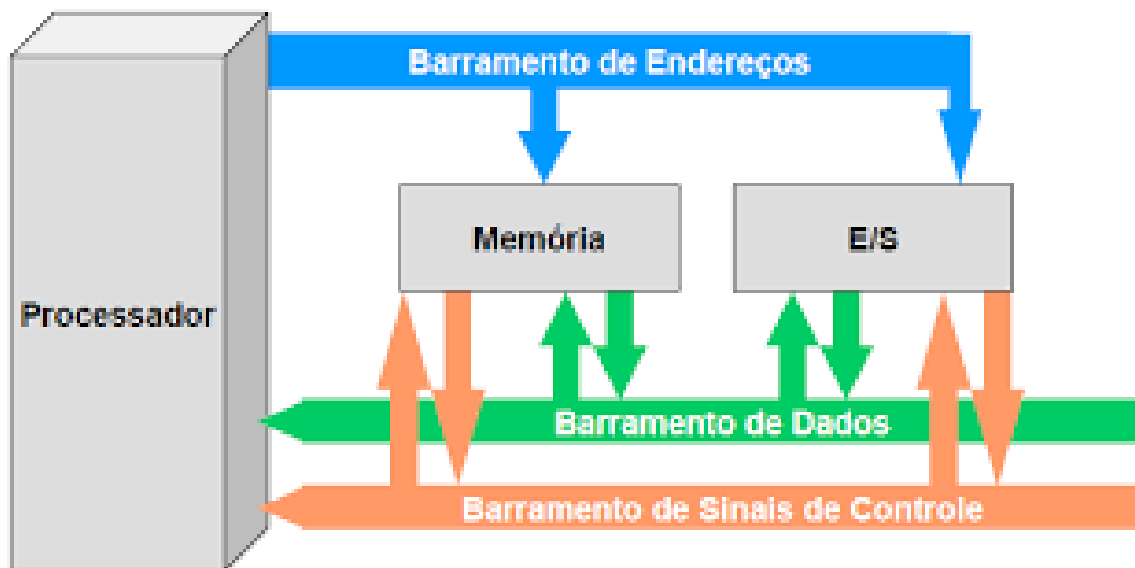 Barramento de Endereços
Memória
E/S
Processador
Barramento de Dados
Barramento de Sinais de Controle